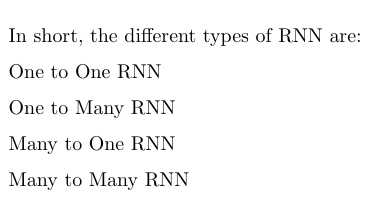 In short, the different types of RNN are:
One to One RNN
One to Many RNN
Many to One RNN
Many to Many RNN